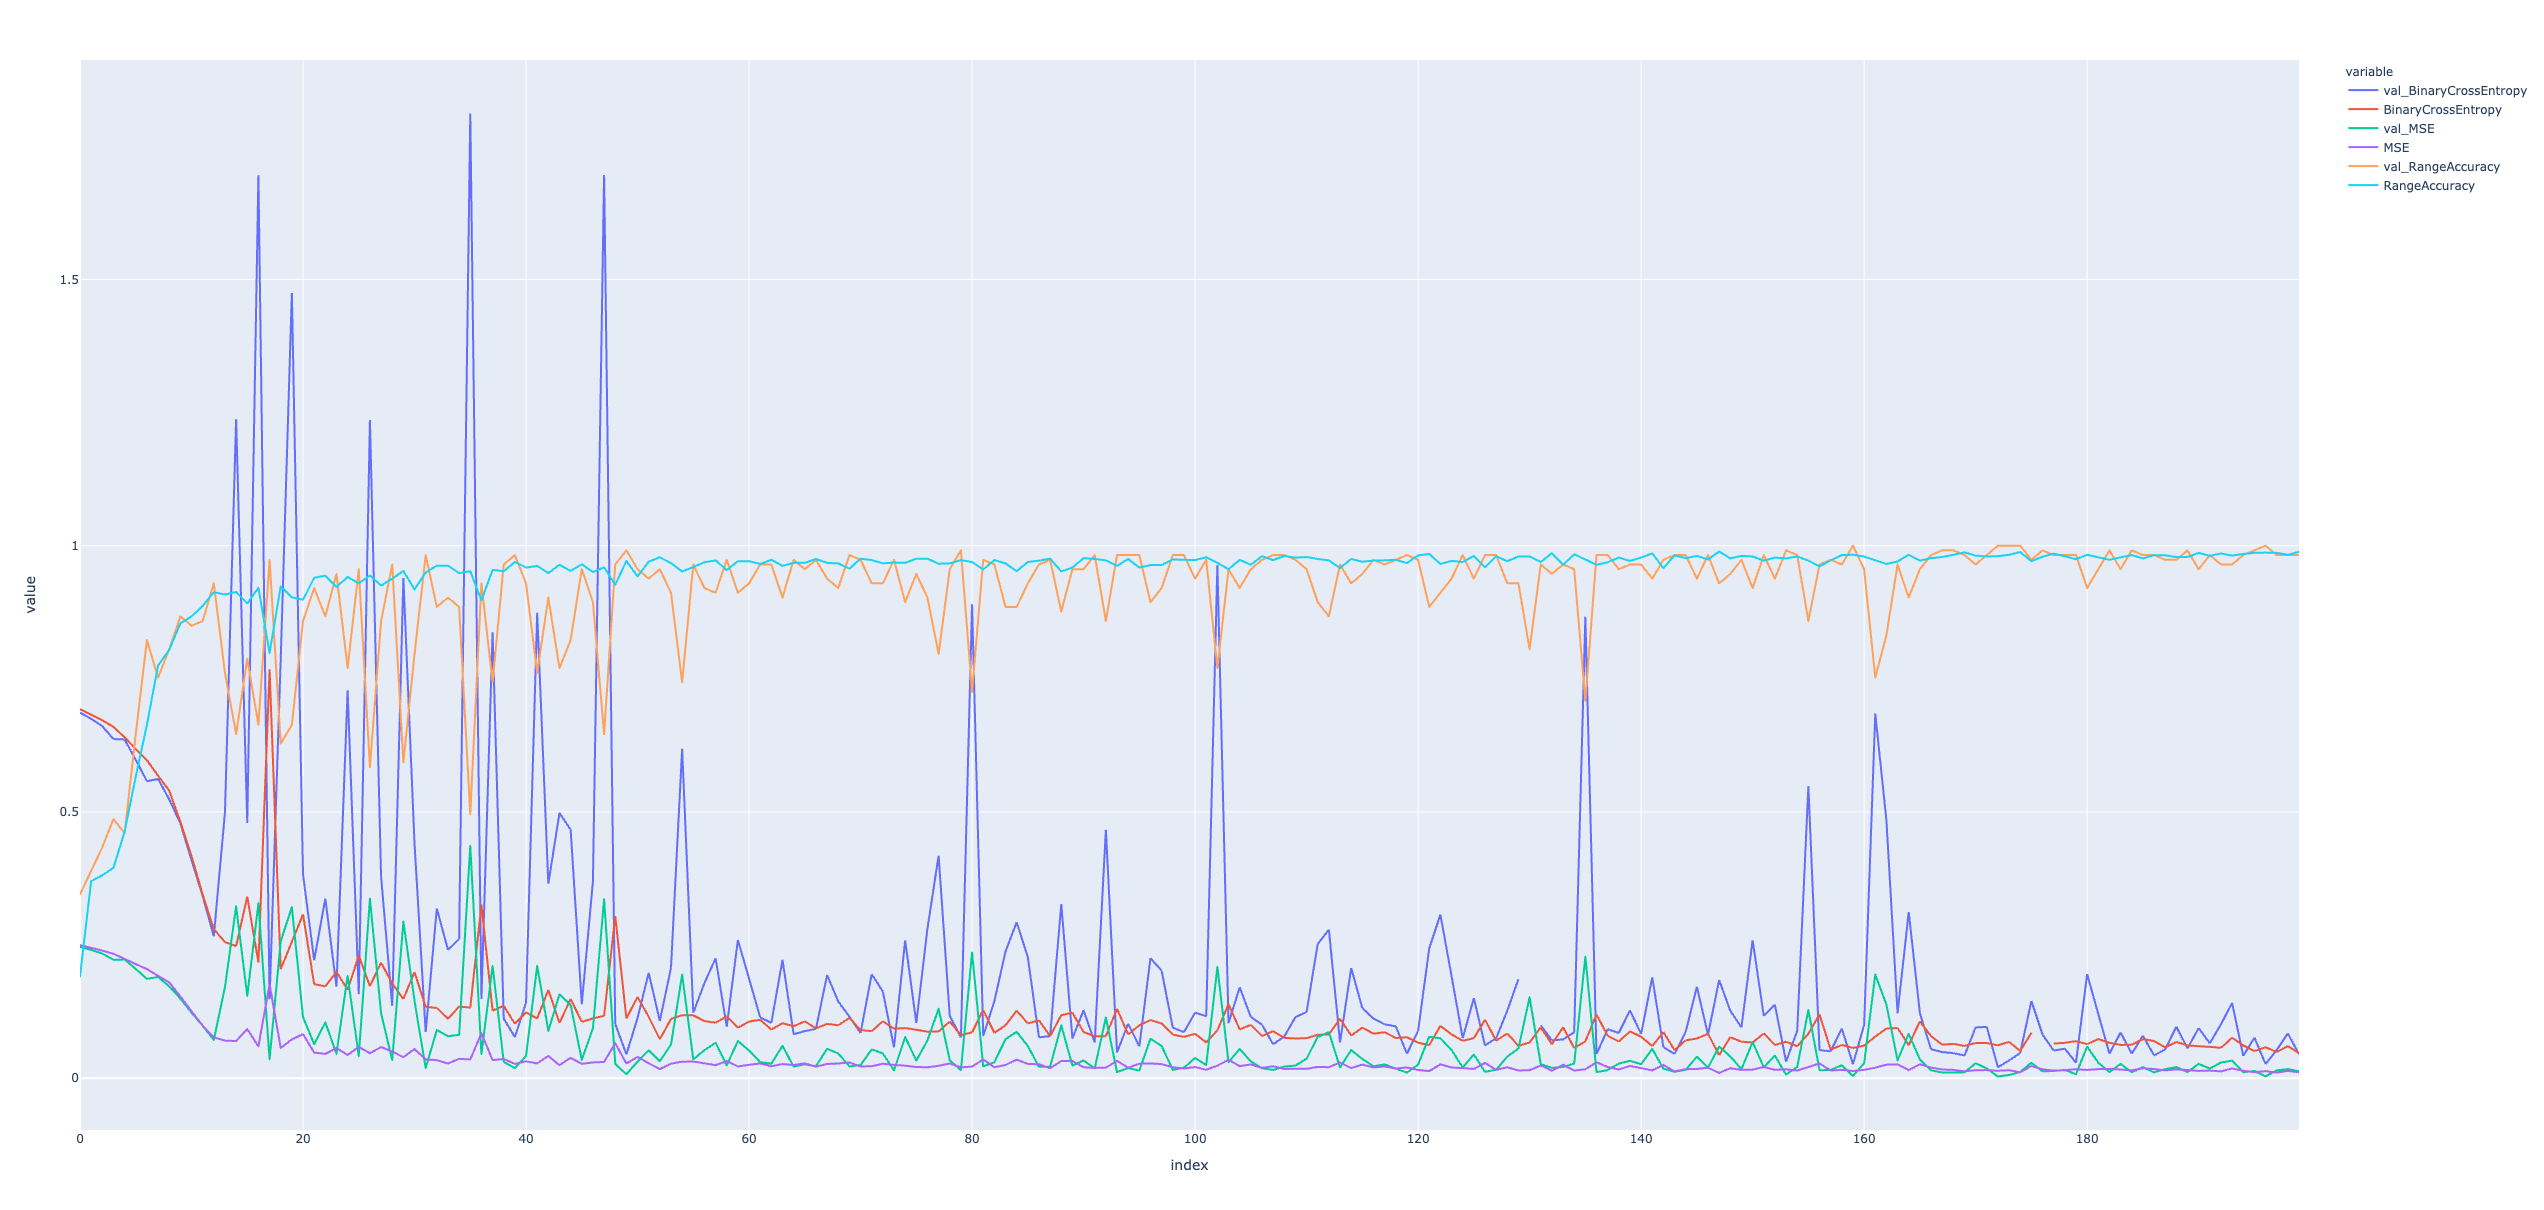 variable
val_BinaryCrossEntropy
BinaryCrossEntropy
val_MSE
MSE
val_RangeAccuracy
RangeAccuracy
1.5
1
0.5
0
value
0 20 40 60 80 100 120 140 160 180
index